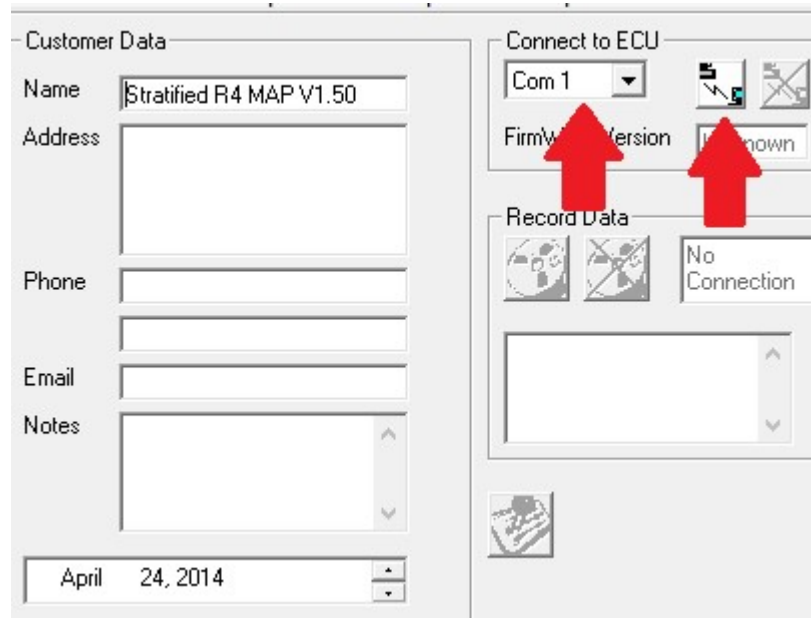 Customer Data
Name
Stratified R4 MAP V1.50
Address
Phone
Email
Notes
April 24, 2014
Connect to ECU
Com 1
Record Data
No
Connection